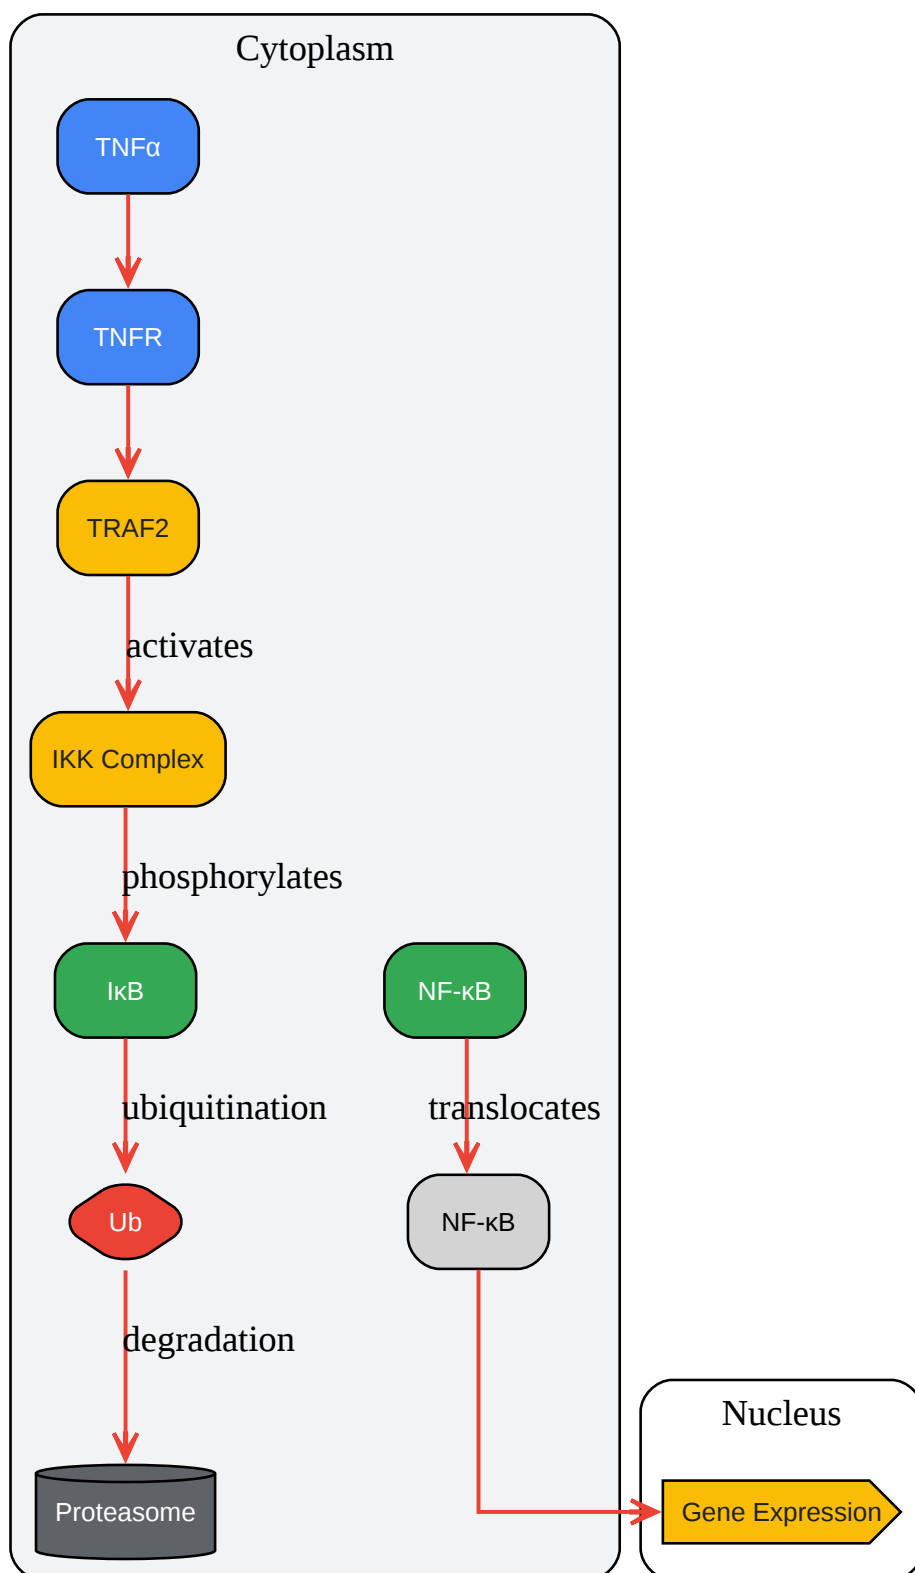 Cytoplasm
TNFα
TNFR
TRAF2
activates
IKK Complex
phosphorylates
IκB
NF-κB
ubiquitination
translocates
Ub
NF-κB
degradation
Nucleus
Proteasome
Gene Expression